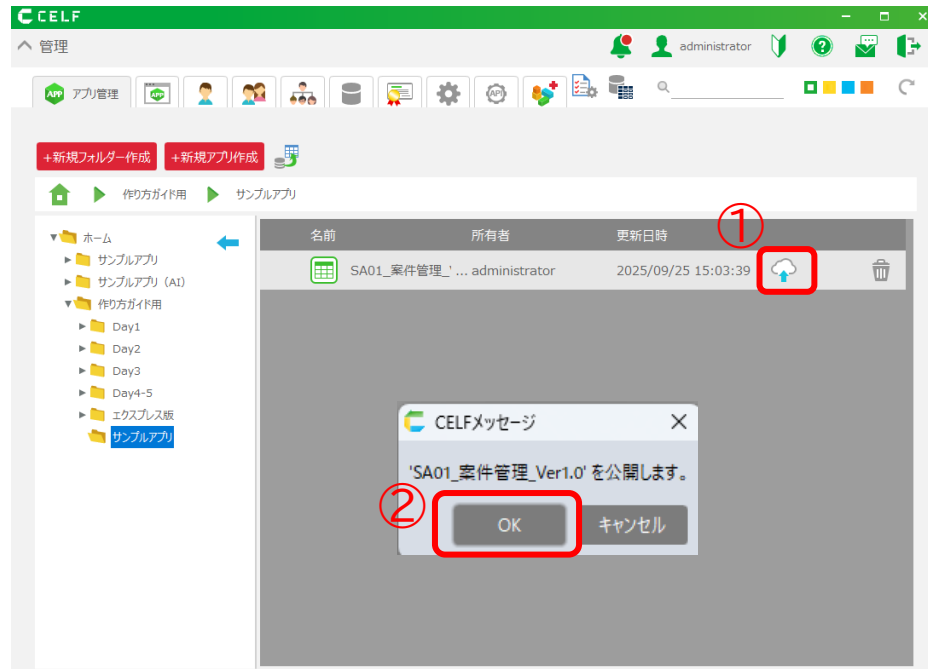 CELF
管理
administrator
APP アプリ管理
APP
API
+新規フォルダー作成 +新規アプリ作成
作り方ガイド用 サンプルアプリ
ホーム
サンプルアプリ
サンプルアプリ (AI)
作り方ガイド用
Day1
Day2
Day3
Day4-5
エクスプレス版
サンプルアプリ
名前 所有者 更新日時
①
SA01_案件管理_' ... administrator 2025/09/25 15:03:39
CELFメッセージ
'SA01_案件管理_Ver1.0' を公開します。
②
OK キャンセル